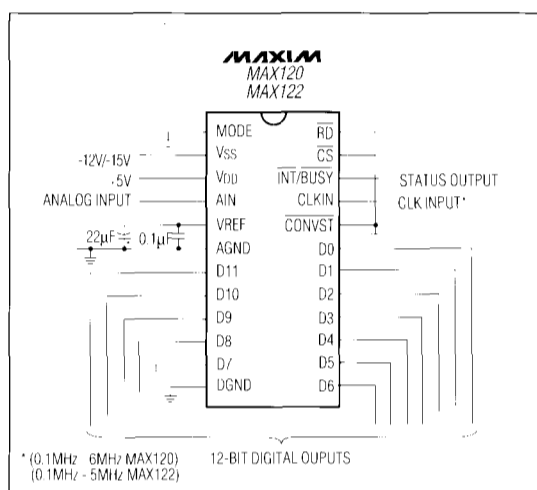 MAXIM
MAX120
MAX122
MODE
VSS
VDD
AIN
VREF
AGND
D11
D10
D9
D8
D7
DGND
RD
CS
INT/BUSY
CLKIN
CONVST
D0
D1
D2
D3
D4
D5
D6
-12V/-15V
5V
ANALOG INPUT
22µF
0.1µF
STATUS OUTPUT
CLK INPUT*
12-BIT DIGITAL OUPUTS
* (0.1MHz 6MHz MAX120)
(0.1MHz - 5MHz MAX122)